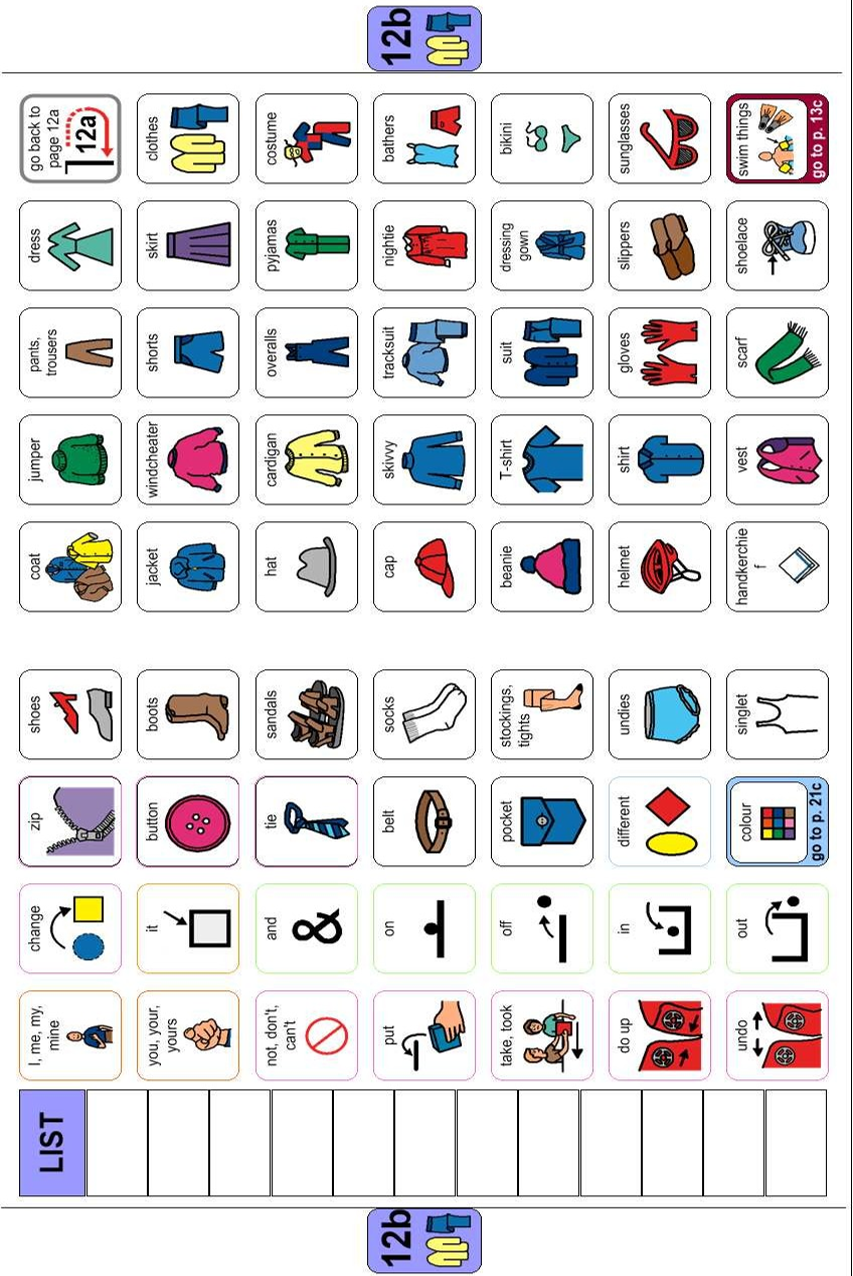 12b
LIST
I, me, my,
mine
change
zip
shoes
coat
jumper
pants,
trousers
dress
go back to
page 12a
12a
you, your,
yours
it
button
boots
jacket
windcheater
shorts
skirt
clothes
not, don't,
can't
and
&
tie
sandals
hat
cardigan
overalls
pyjamas
costume
put
on
belt
socks
cap
skivvy
tracksuit
nightie
bathers
take, took
off
pocket
stockings,
tights
beanie
T-shirt
suit
dressing
gown
bikini
do up
in
different
undies
helmet
shirt
gloves
slippers
sunglasses
undo
out
colour
go to p. 21c
singlet
handkerchie
f
vest
scarf
shoelace
swim things
go to p. 13c
12b